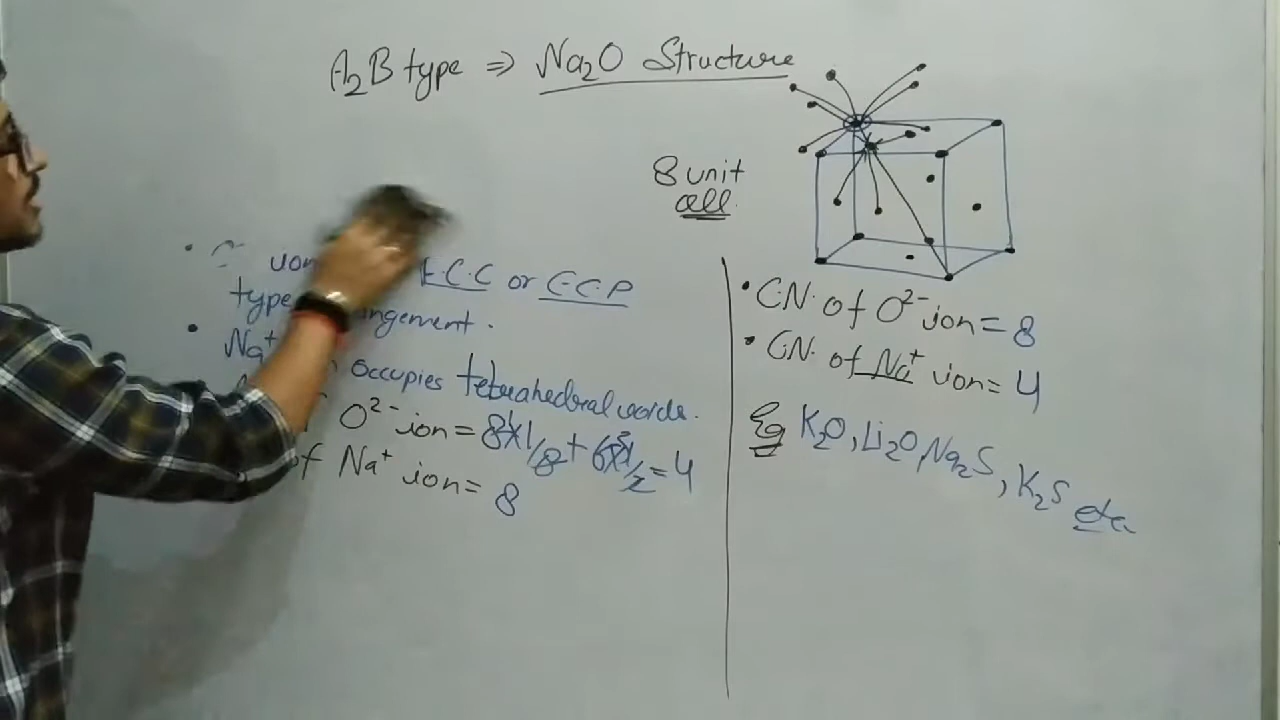 A₂B type ⇒ Na₂O Structure
8 unit
cell
ion C.C or C.C.P
type angement.
Na⁺ occupies tetrahedral voids.
O²⁻ ion = 8×1/8 + 6×1/2 = 4
of Na⁺ ion = 8
• C.N. of O²⁻ ion = 8
• C.N. of Na⁺ ion = 4
Eg K₂O, Li₂O, Na₂S, K₂S etc.